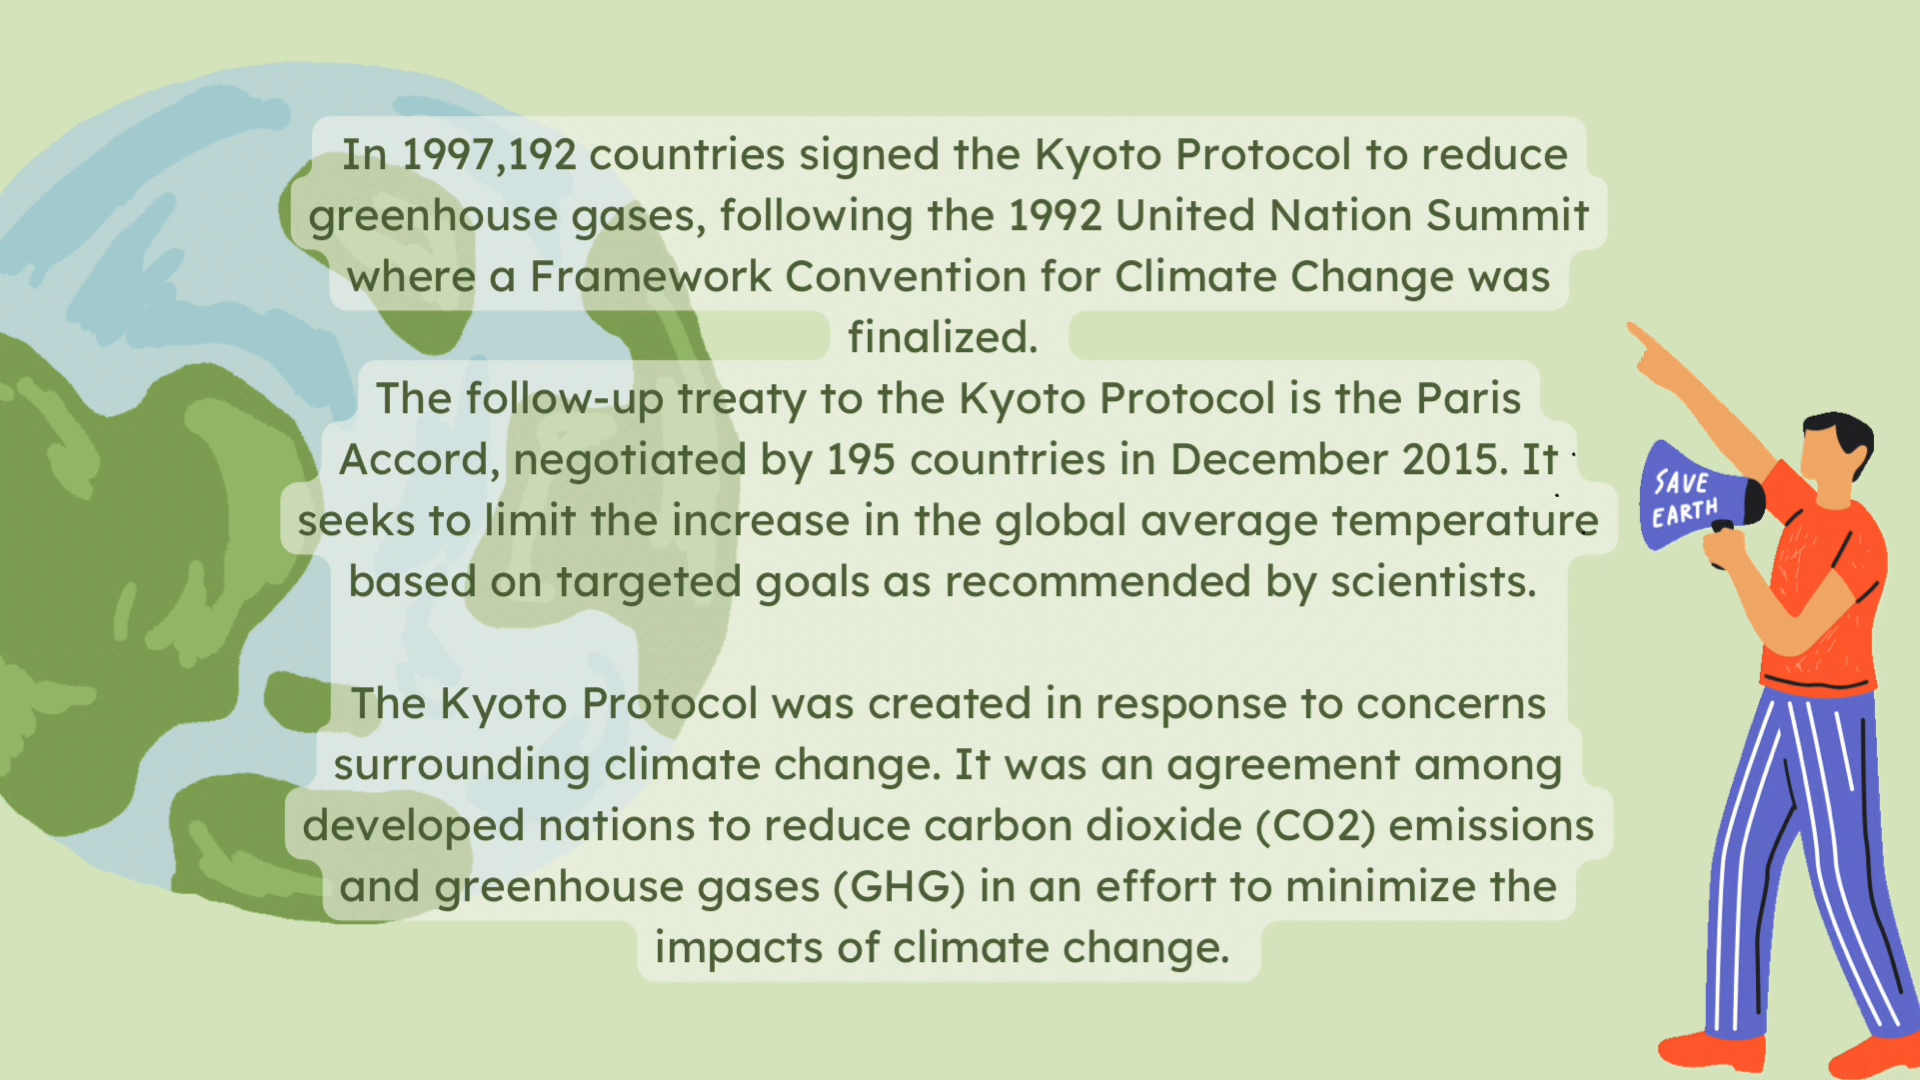 In 1997,192 countries signed the Kyoto Protocol to reduce
greenhouse gases, following the 1992 United Nation Summit
where a Framework Convention for Climate Change was
finalized.
The follow-up treaty to the Kyoto Protocol is the Paris
Accord, negotiated by 195 countries in December 2015. It
seeks to limit the increase in the global average temperature
based on targeted goals as recommended by scientists.
The Kyoto Protocol was created in response to concerns
surrounding climate change. It was an agreement among
developed nations to reduce carbon dioxide (CO2) emissions
and greenhouse gases (GHG) in an effort to minimize the
impacts of climate change.
SAVE
EARTH